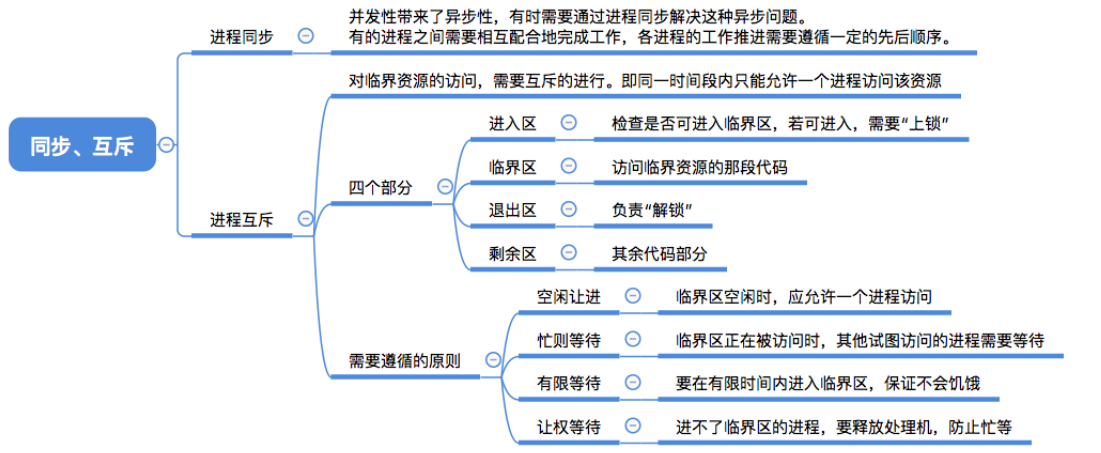 同步、互斥
进程同步
并发性带来了异步性，有时需要通过进程同步解决这种异步问题。
有的进程之间需要相互配合地完成工作，各进程的工作推进需要遵循一定的先后顺序。
进程互斥
对临界资源的访问，需要互斥的进行。即同一时间段内只能允许一个进程访问该资源
四个部分
进入区
检查是否可进入临界区，若可进入，需要“上锁”
临界区
访问临界资源的那段代码
退出区
负责“解锁”
剩余区
其余代码部分
需要遵循的原则
空闲让进
临界区空闲时，应允许一个进程访问
忙则等待
临界区正在被访问时，其他试图访问的进程需要等待
有限等待
要在有限时间内进入临界区，保证不会饥饿
让权等待
进不了临界区的进程，要释放处理机，防止忙等